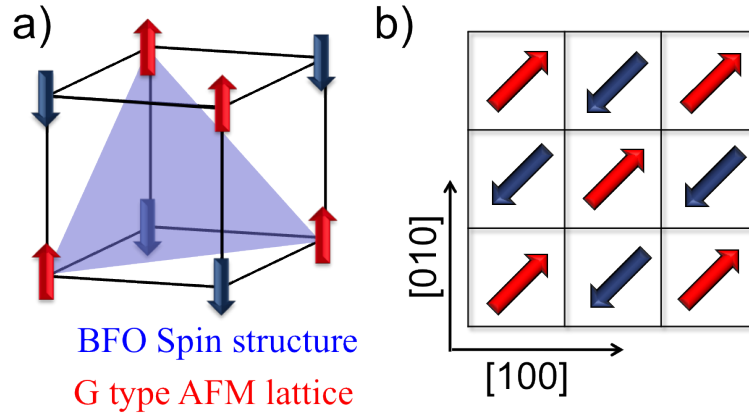 a)
b)
[010]
[100]
BFO Spin structure
G type AFM lattice